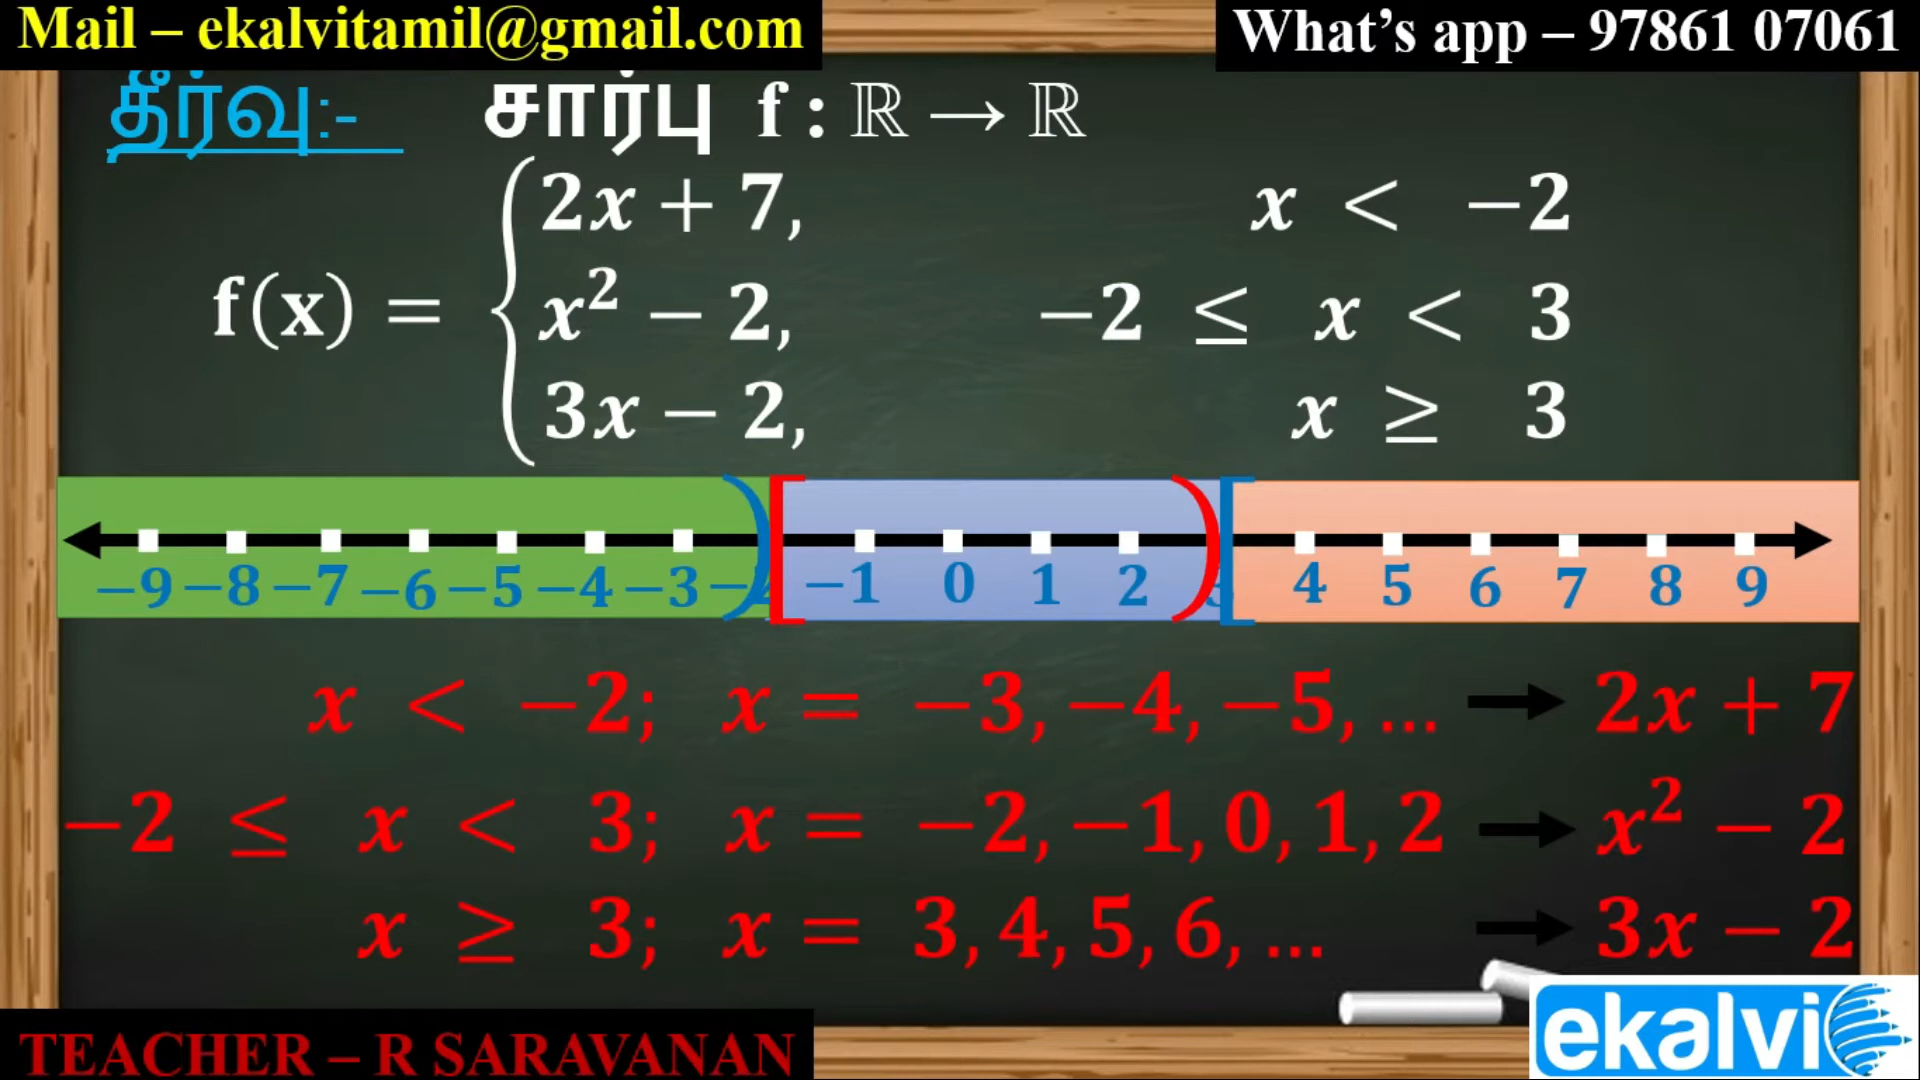 Mail – ekalvitamil@gmail.com
What's app – 97861 07061
தீர்வு:- சார்பு f : ℝ → ℝ
f(x) = { 2x + 7, x < −2
x² − 2, −2 ≤ x < 3
3x − 2, x ≥ 3
−9 −8 −7 −6 −5 −4 −3 −2 −1 0 1 2 3 4 5 6 7 8 9
x < −2; x = −3, −4, −5, ... → 2x + 7
−2 ≤ x < 3; x = −2, −1, 0, 1, 2 → x² − 2
x ≥ 3; x = 3, 4, 5, 6, ... → 3x − 2
TEACHER – R SARAVANAN
ekalvi